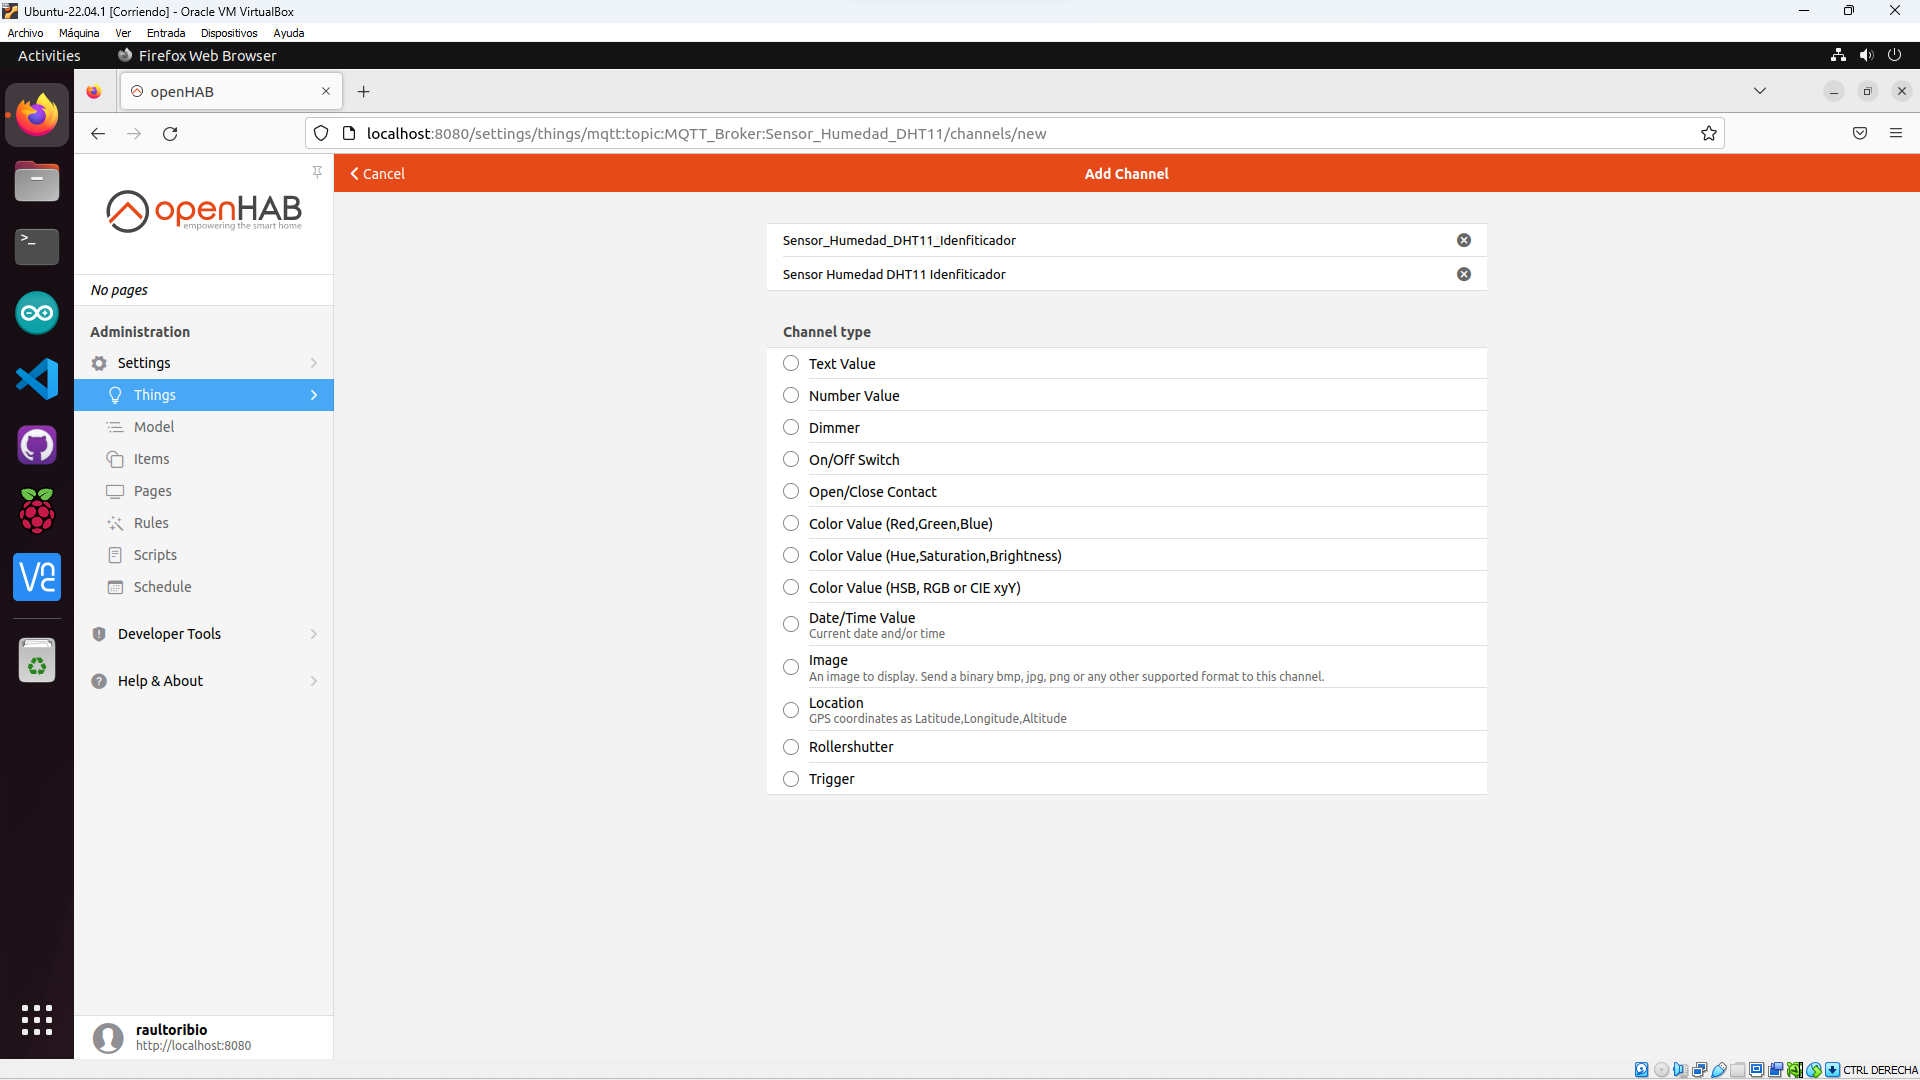 Ubuntu-22.04.1 [Corriendo] - Oracle VM VirtualBox
Archivo Máquina Ver Entrada Dispositivos Ayuda
Activities Firefox Web Browser
openHAB
localhost:8080/settings/things/mqtt:topic:MQTT_Broker:Sensor_Humedad_DHT11/channels/new
openHAB
empowering the smart home
No pages
Administration
Settings
Things
Model
Items
Pages
Rules
Scripts
Schedule
Developer Tools
Help & About
raultoribio
http://localhost:8080
Cancel
Add Channel
Sensor_Humedad_DHT11_Idenfiticador
Sensor Humedad DHT11 Idenfiticador
Channel type
Text Value
Number Value
Dimmer
On/Off Switch
Open/Close Contact
Color Value (Red,Green,Blue)
Color Value (Hue,Saturation,Brightness)
Color Value (HSB, RGB or CIE xyY)
Date/Time Value
Current date and/or time
Image
An image to display. Send a binary bmp, jpg, png or any other supported format to this channel.
Location
GPS coordinates as Latitude,Longitude,Altitude
Rollershutter
Trigger
CTRL DERECHA